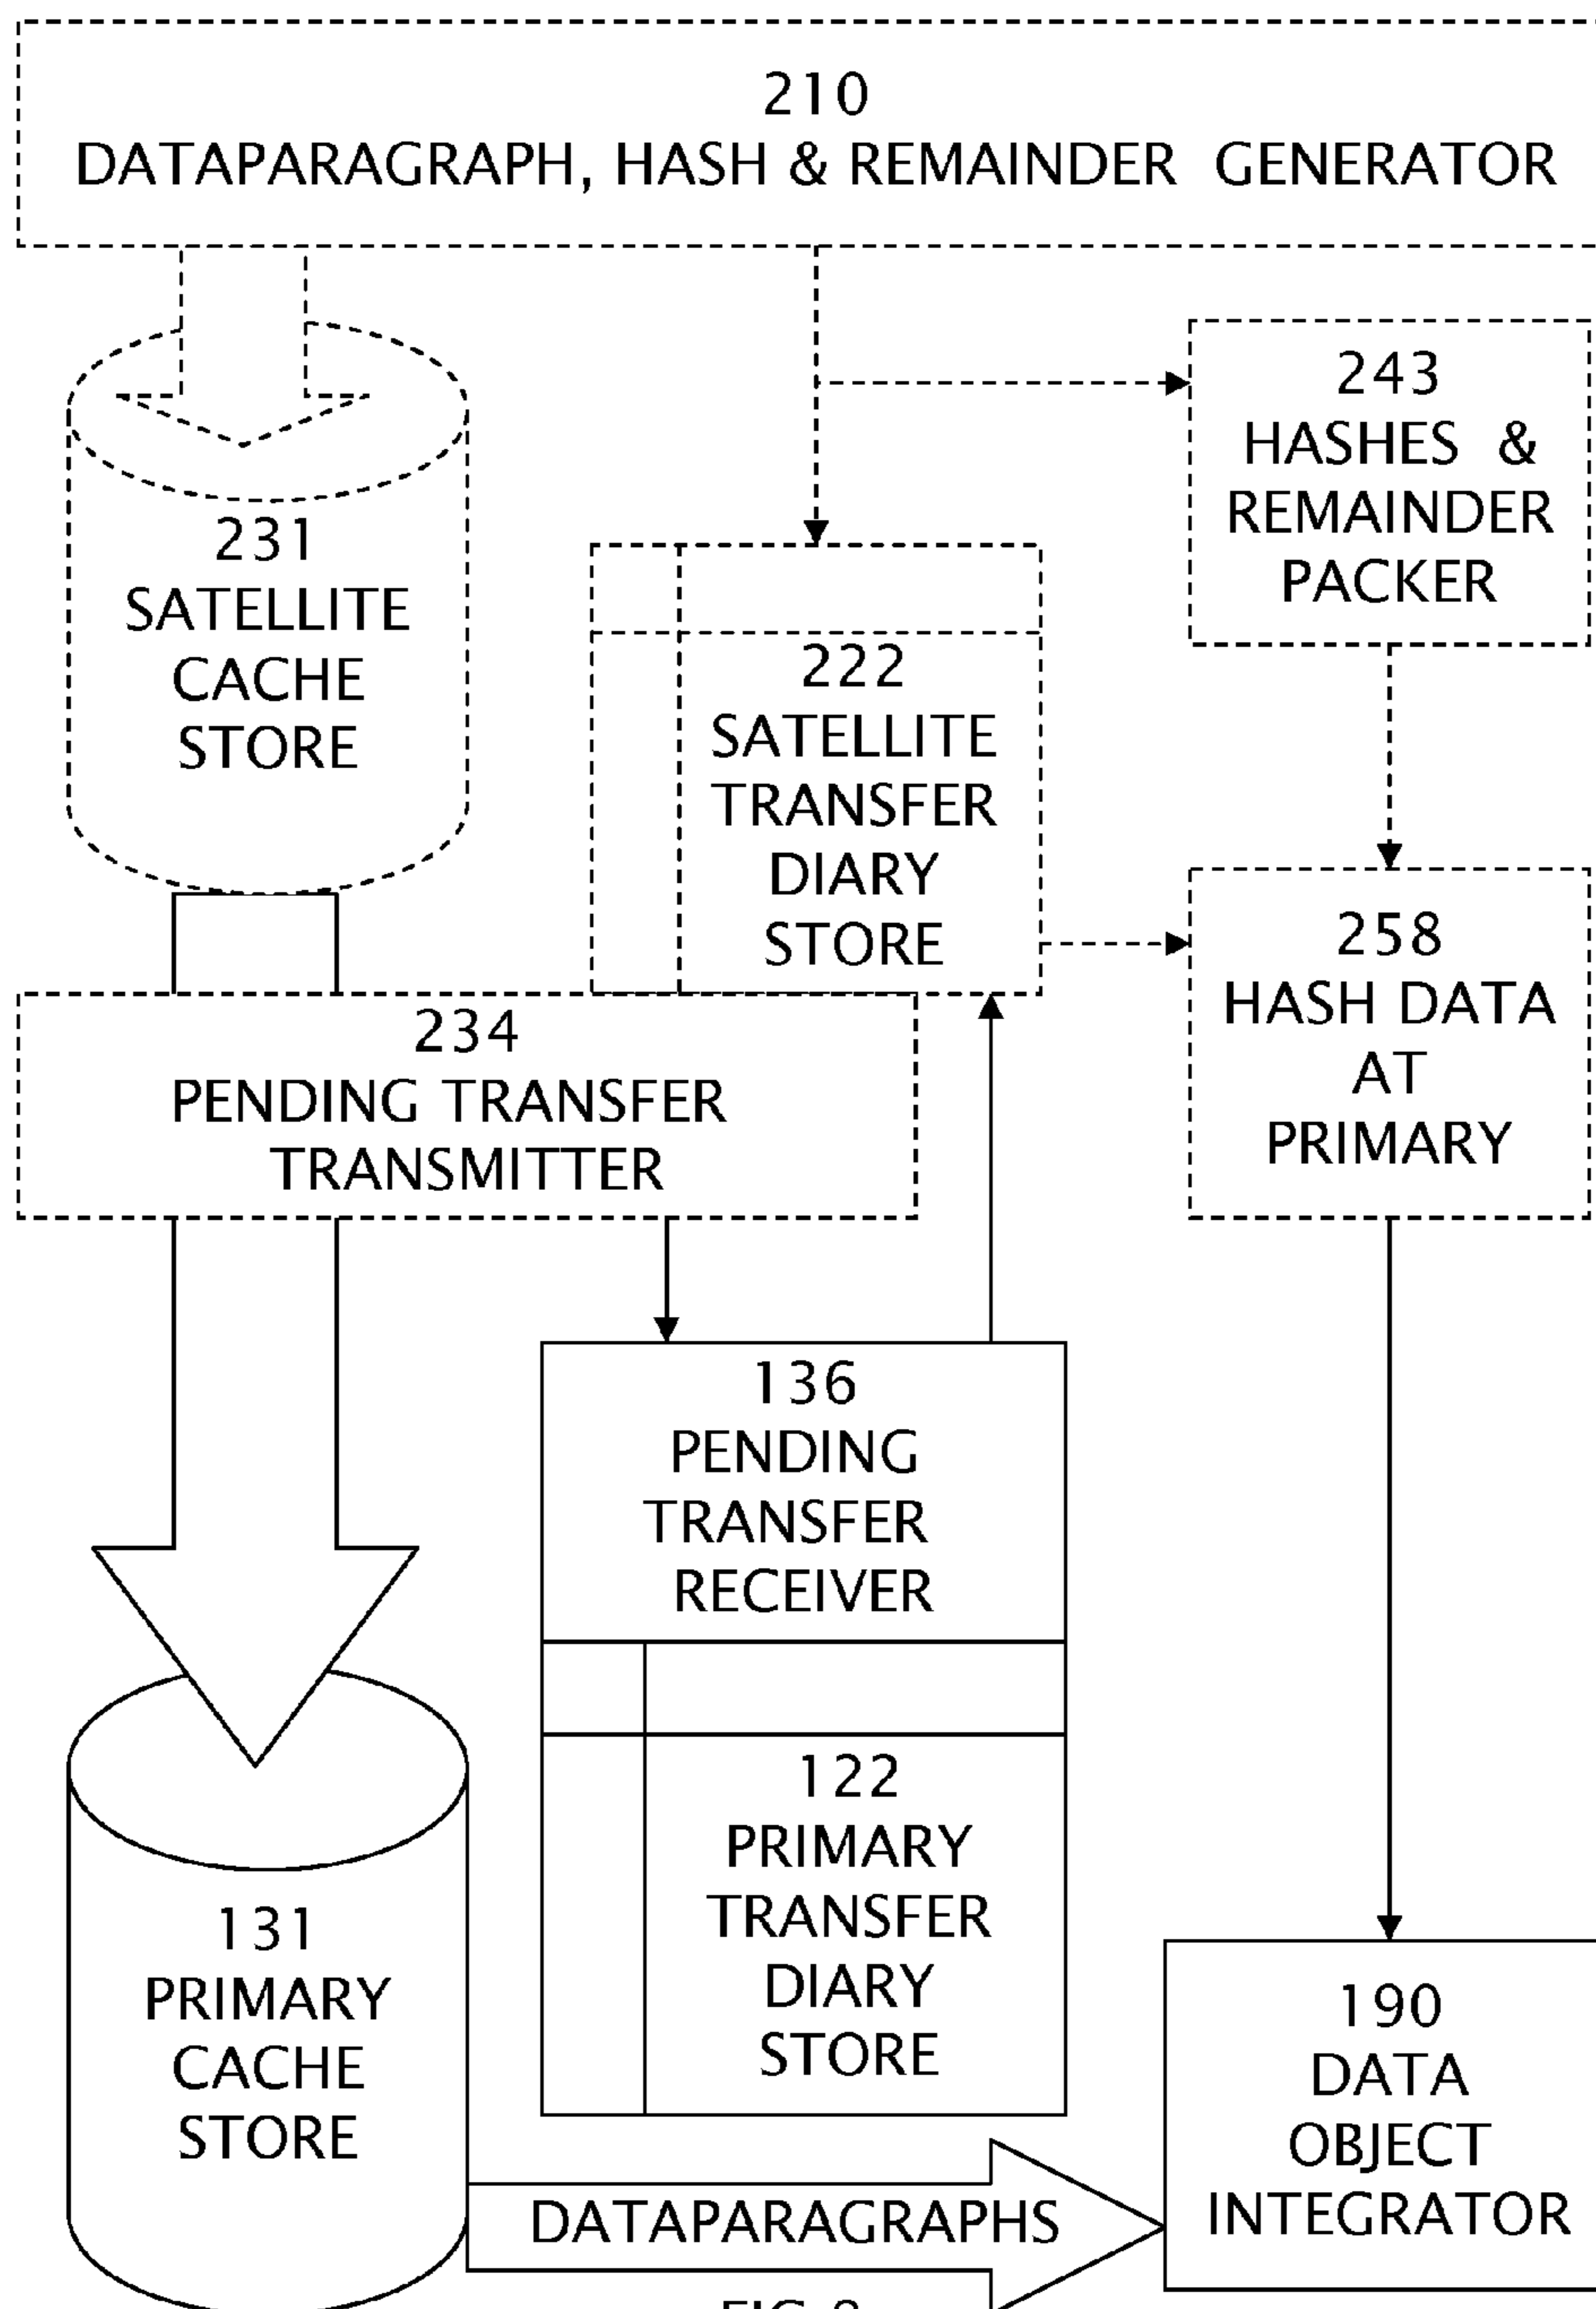 210
DATAPARAGRAPH, HASH & REMAINDER GENERATOR
243
HASHES &
REMAINDER
PACKER
231
SATELLITE
CACHE
STORE
222
SATELLITE
TRANSFER
DIARY
STORE
258
HASH DATA
AT
PRIMARY
234
PENDING TRANSFER
TRANSMITTER
136
PENDING
TRANSFER
RECEIVER
122
PRIMARY
TRANSFER
DIARY
STORE
131
PRIMARY
CACHE
STORE
190
DATA
OBJECT
INTEGRATOR
DATAPARAGRAPHS